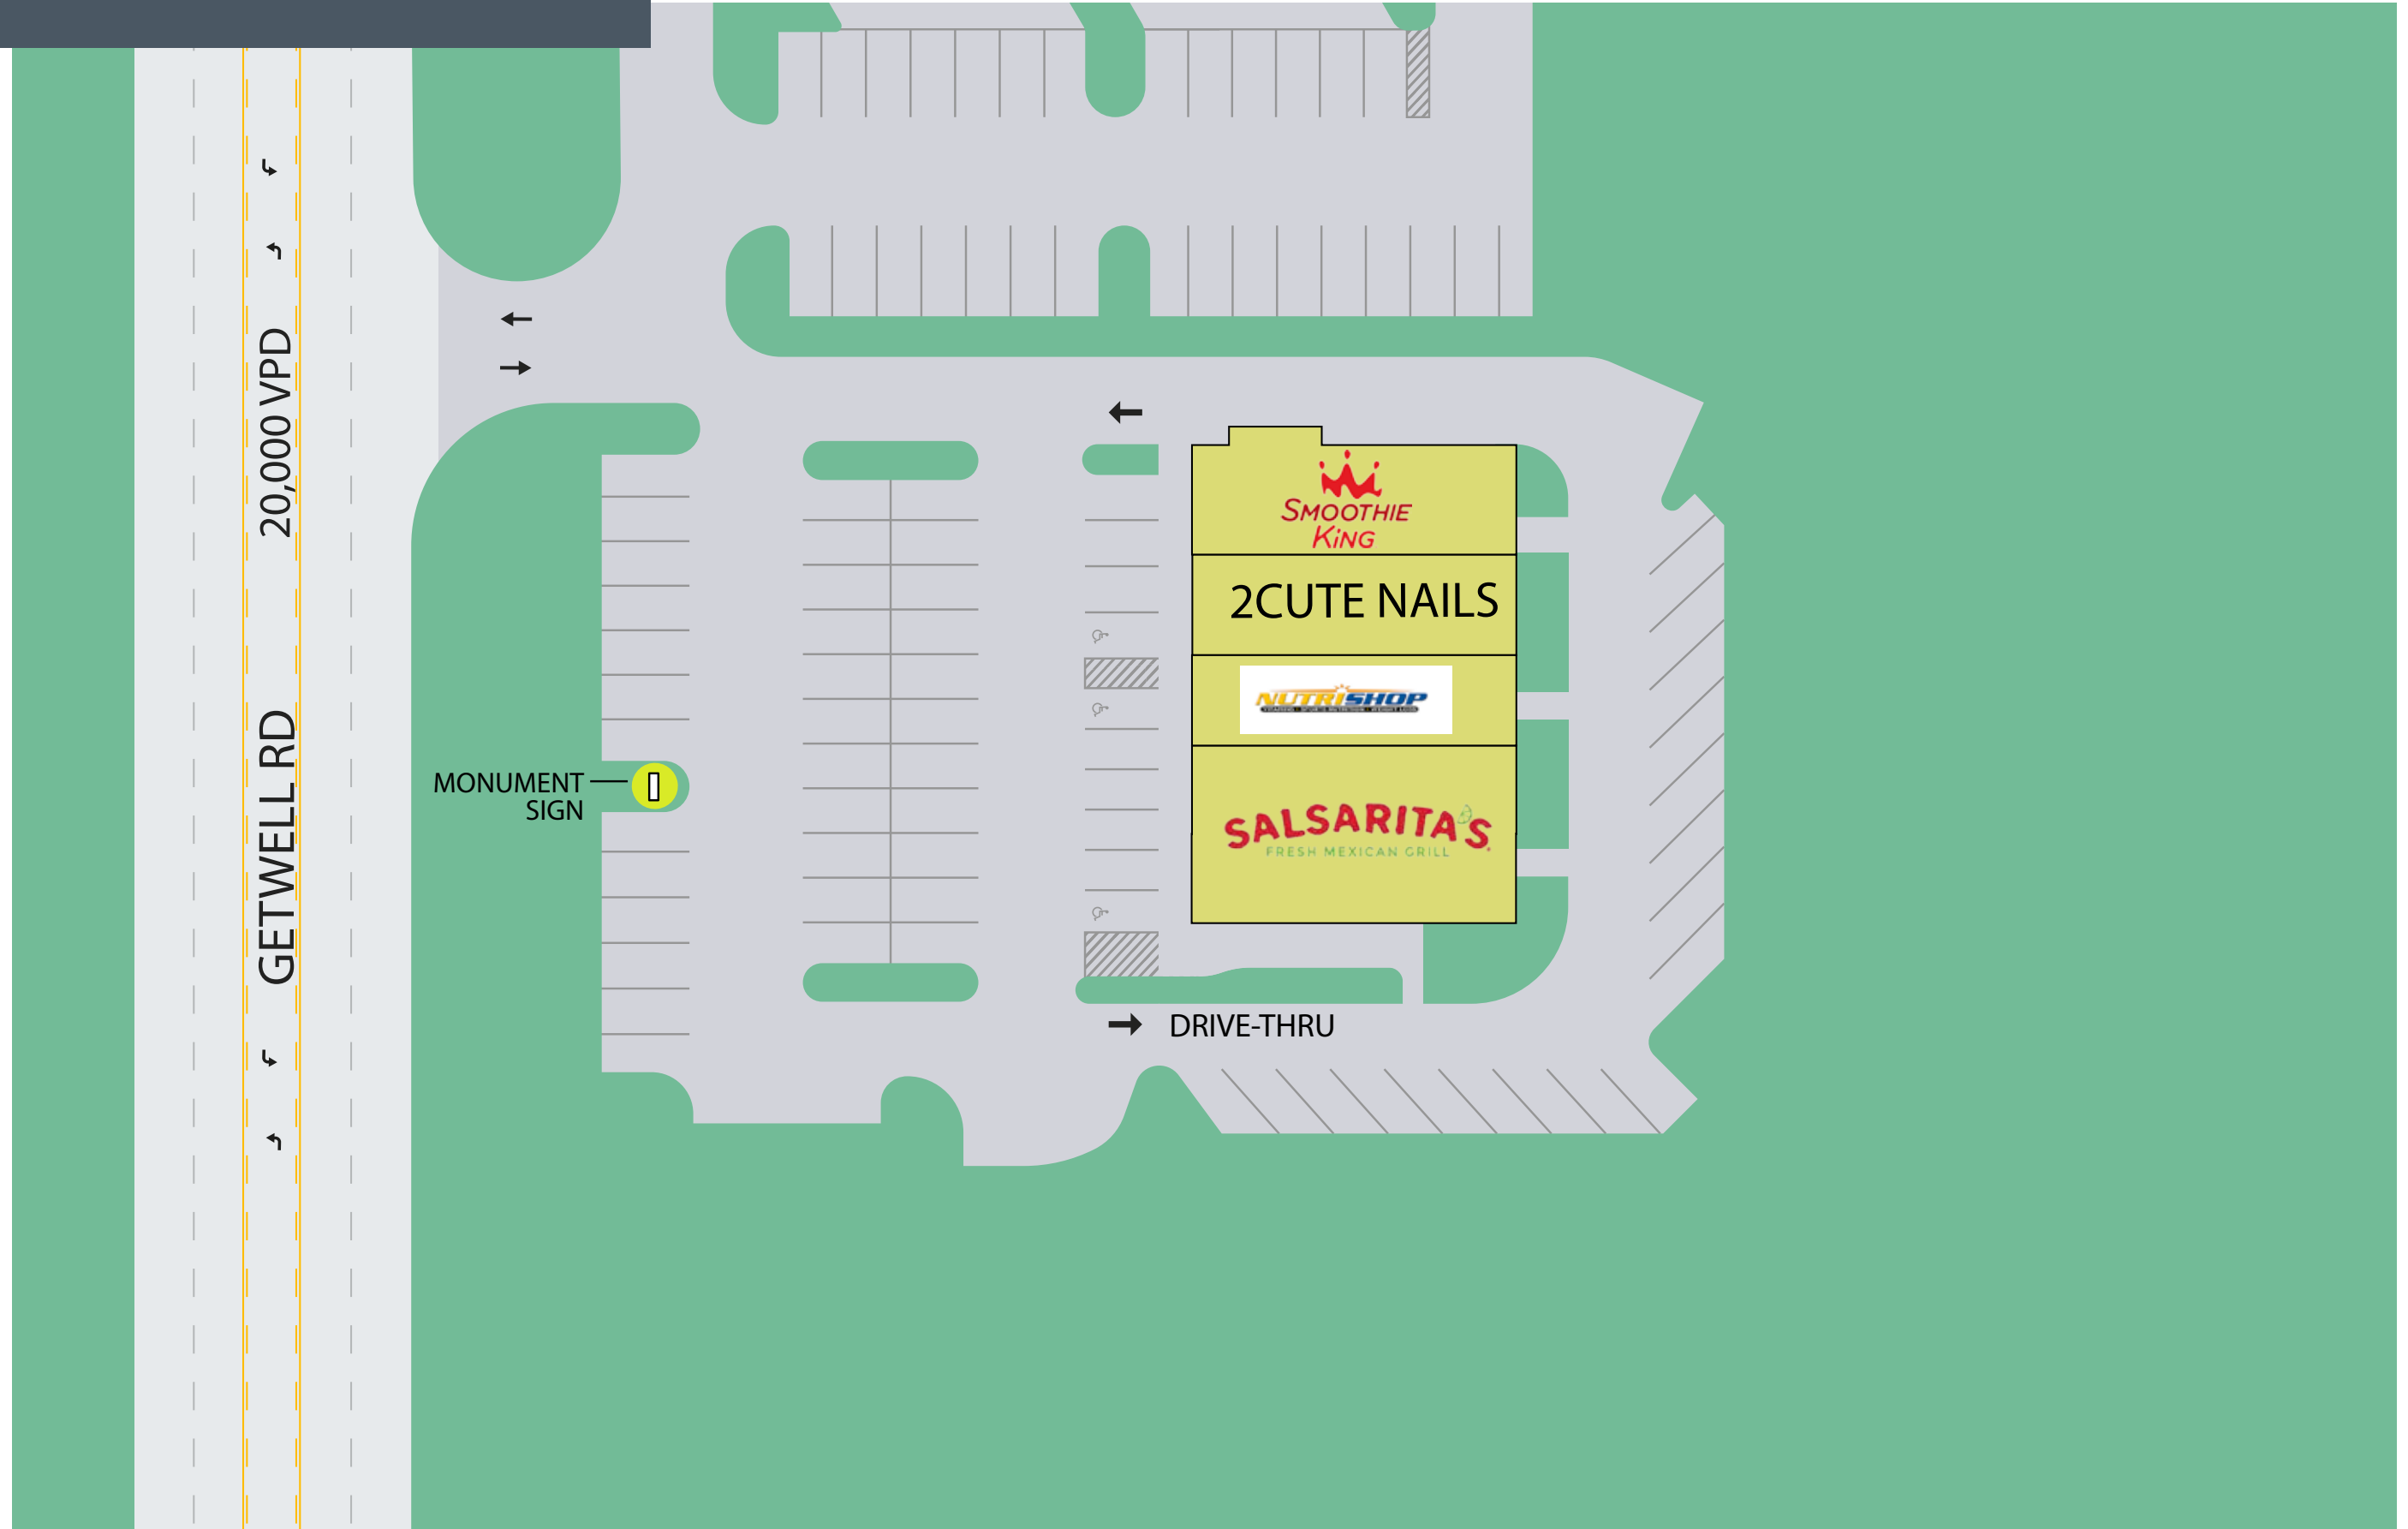 20,000 VPD
GETWELL RD
MONUMENT
SIGN
SMOOTHIE
KiNG
2CUTE NAILS
NUTRISHOP
SALSARITA'S
FRESH MEXICAN GRILL
DRIVE-THRU